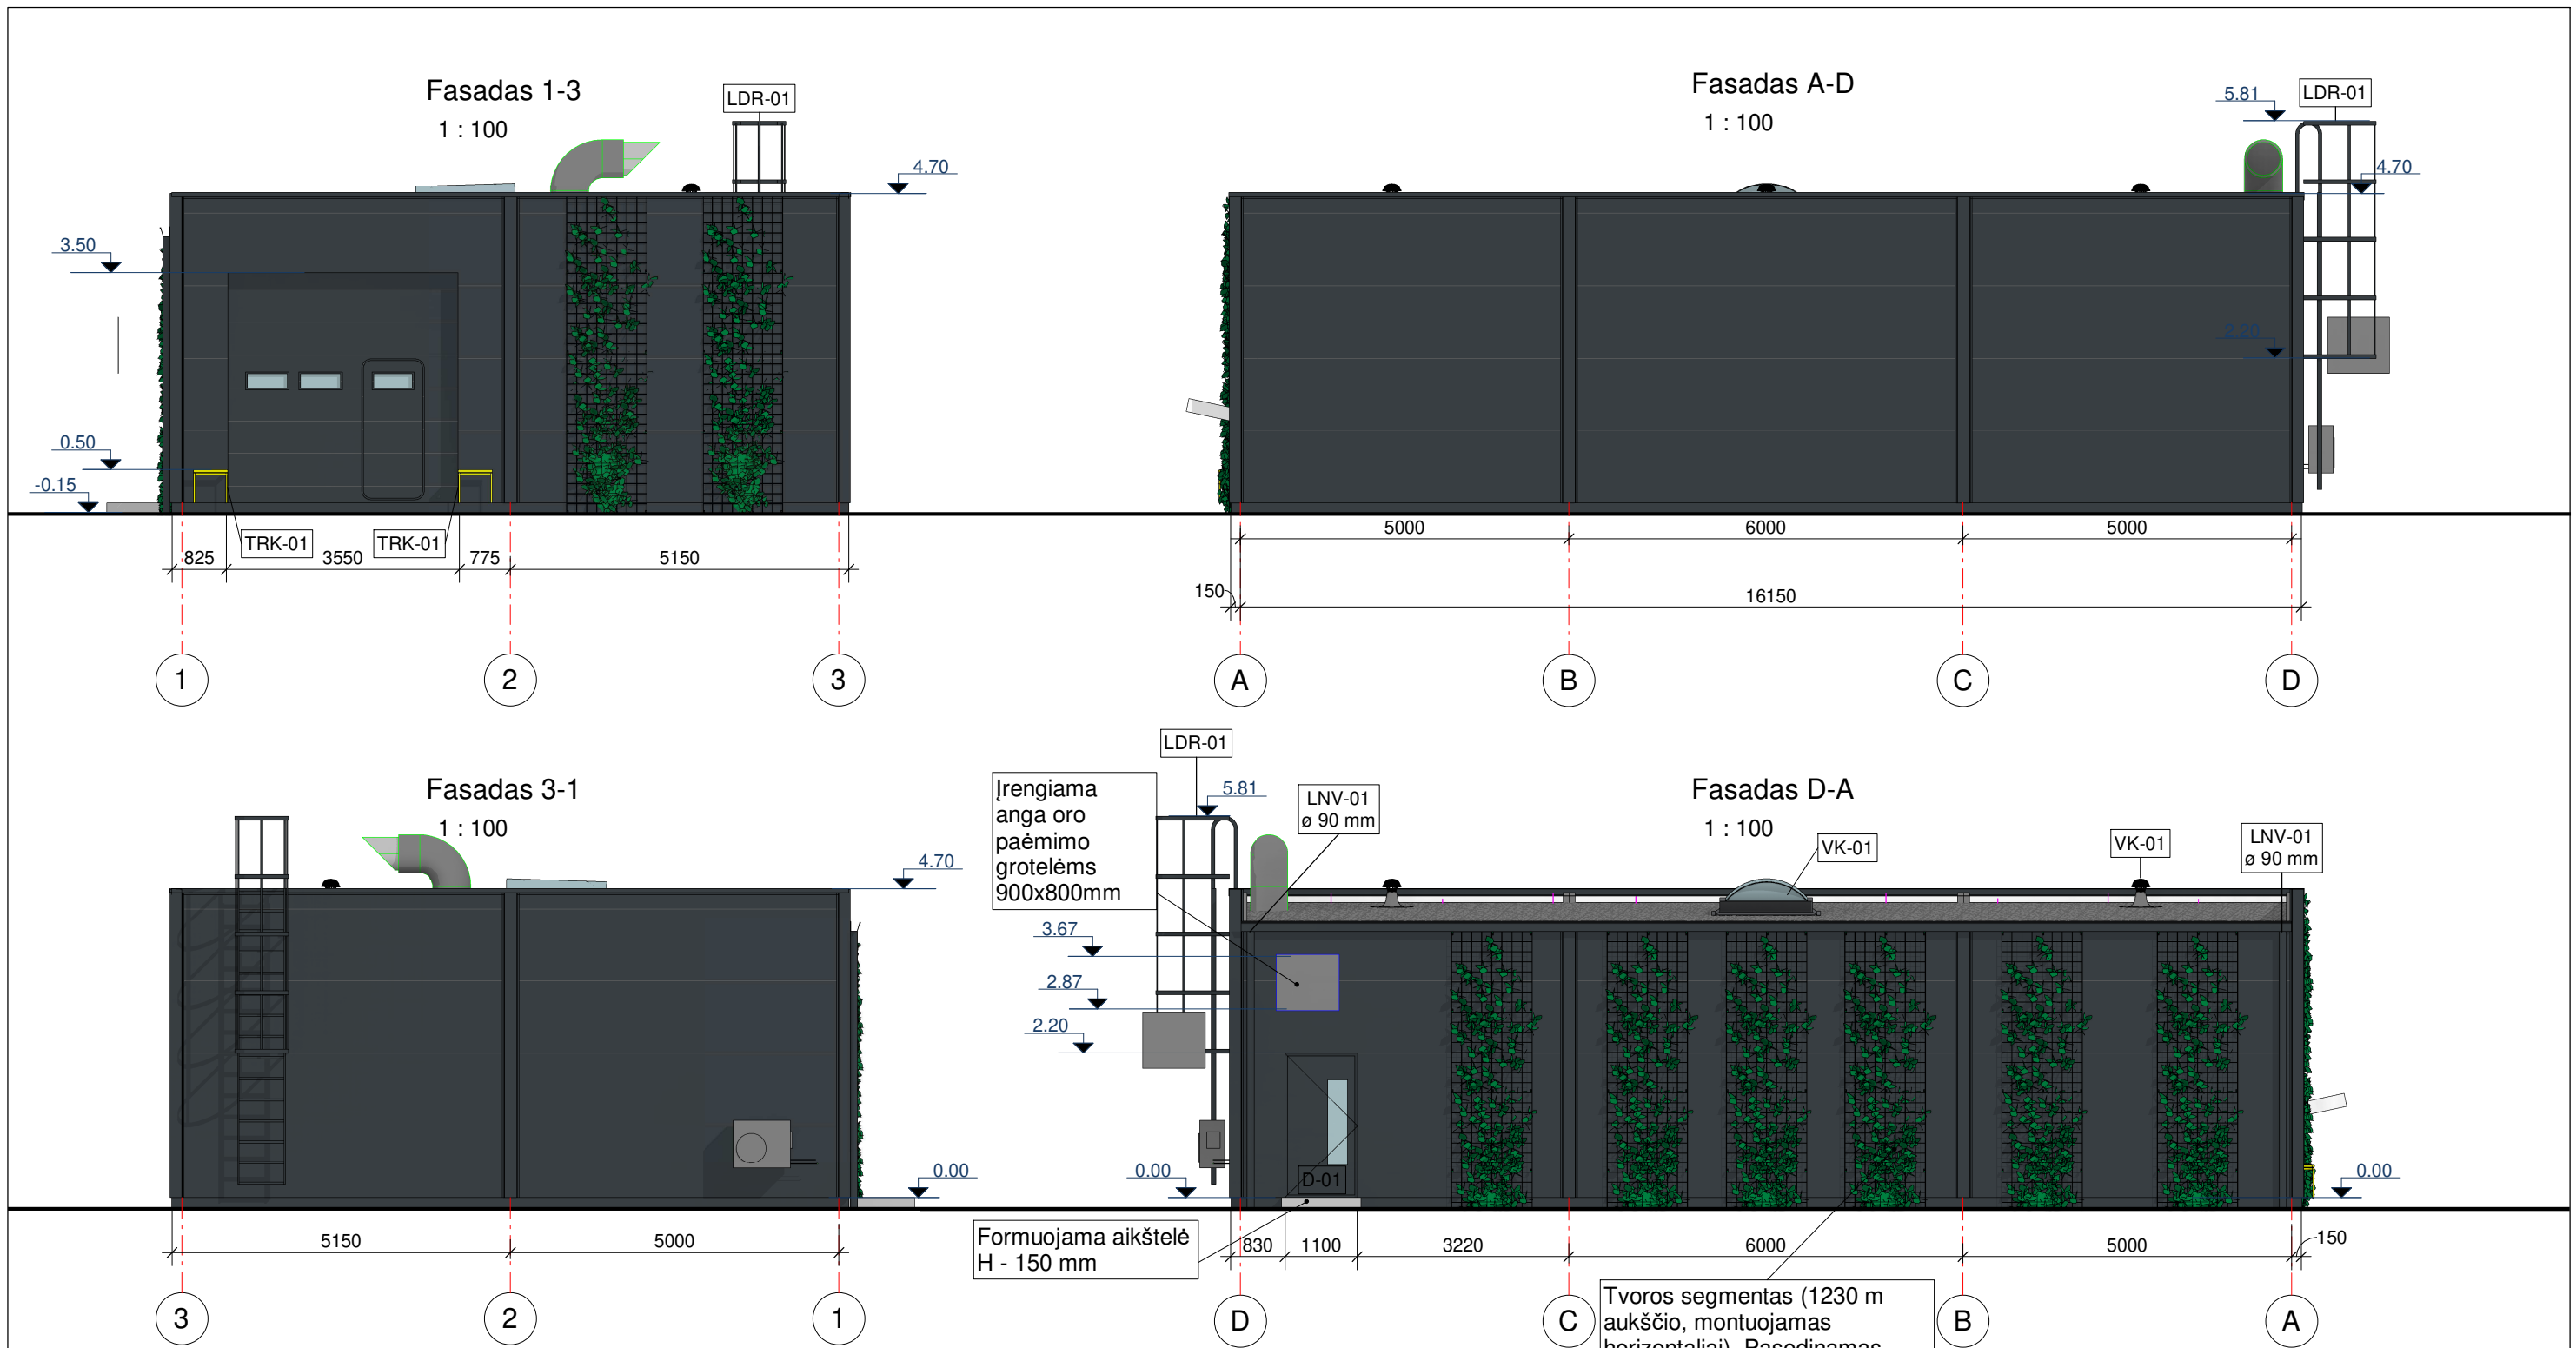 Fasadas 1-3
1 : 100
LDR-01
4.70
3.50
0.50
-0.15
TRK-01
TRK-01
825
3550
775
5150
1
2
3
Fasadas A-D
1 : 100
5.81
LDR-01
4.70
2.20
5000
6000
5000
150
16150
A
B
C
D
Fasadas 3-1
1 : 100
4.70
0.00
5150
5000
3
2
1
Fasadas D-A
1 : 100
LDR-01
5.81
Įrengiama
anga oro
paėmimo
grotelėms
900x800mm
LNV-01
ø 90 mm
VK-01
VK-01
LNV-01
ø 90 mm
3.67
2.87
2.20
0.00
D-01
0.00
Formuojama aikštelė
H - 150 mm
830
1100
3220
6000
5000
150
Tvoros segmentas (1230 m
aukščio, montuojamas
horizontaliai). Pasodinamas
D
C
B
A